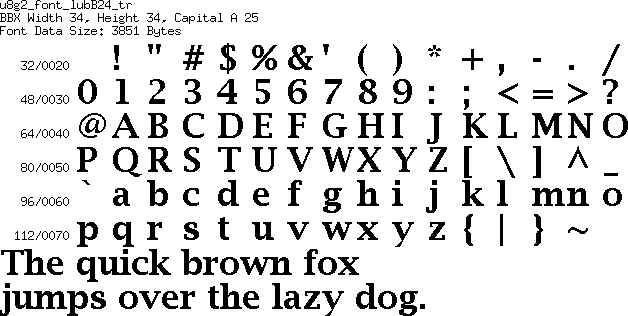 u8g2_font_lubB24_tr
BBX Width 34, Height 34, Capital A 25
Font Data Size: 3851 Bytes
32/0020 ! " # $ % & ' ( ) * + , - . /
48/0030 0 1 2 3 4 5 6 7 8 9 : ; < = > ?
64/0040 @ A B C D E F G H I J K L M N O
80/0050 P Q R S T U V W X Y Z [ \ ] ^ _
96/0060 ` a b c d e f g h i j k l m n o
112/0070 p q r s t u v w x y z { | } ~
The quick brown fox
jumps over the lazy dog.